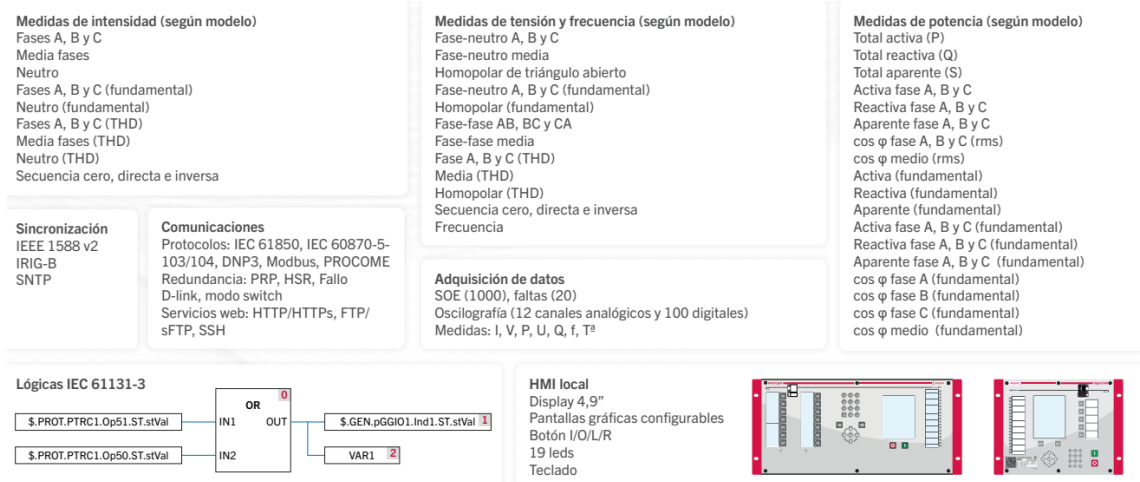 Medidas de intensidad (según modelo)
Fases A, B y C
Media fases
Neutro
Fases A, B y C (fundamental)
Neutro (fundamental)
Fases A, B y C (THD)
Media fases (THD)
Neutro (THD)
Secuencia cero, directa e inversa
Medidas de tensión y frecuencia (según modelo)
Fase-neutro A, B y C
Fase-neutro media
Homopolar de triángulo abierto
Fase-neutro A, B y C (fundamental)
Homopolar (fundamental)
Fase-fase AB, BC y CA
Fase-fase media
Fase A, B y C (THD)
Media (THD)
Homopolar (THD)
Secuencia cero, directa e inversa
Frecuencia
Medidas de potencia (según modelo)
Total activa (P)
Total reactiva (Q)
Total aparente (S)
Activa fase A, B y C
Reactiva fase A, B y C
Aparente fase A, B y C
cos φ fase A, B y C (rms)
cos φ medio (rms)
Activa (fundamental)
Reactiva (fundamental)
Aparente (fundamental)
Activa fase A, B y C (fundamental)
Reactiva fase A, B y C (fundamental)
Aparente fase A, B y C (fundamental)
cos φ fase A (fundamental)
cos φ fase B (fundamental)
cos φ fase C (fundamental)
cos φ medio (fundamental)
Sincronización
IEEE 1588 v2
IRIG-B
SNTP
Comunicaciones
Protocolos: IEC 61850, IEC 60870-5-
103/104, DNP3, Modbus, PROCOME
Redundancia: PRP, HSR, Fallo
D-link, modo switch
Servicios web: HTTP/HTTPs, FTP/
sFTP, SSH
Adquisición de datos
SOE (1000), faltas (20)
Oscilografía (12 canales analógicos y 100 digitales)
Medidas: I, V, P, U, Q, f, Tª
Lógicas IEC 61131-3
0
OR
$.PROT.PTRC1.Op51.ST.stVal
IN1
OUT
$.GEN.pGGIO1.Ind1.ST.stVal
1
$.PROT.PTRC1.Op50.ST.stVal
IN2
VAR1
2
HMI local
Display 4,9”
Pantallas gráficas configurables
Botón I/O/L/R
19 leds
Teclado